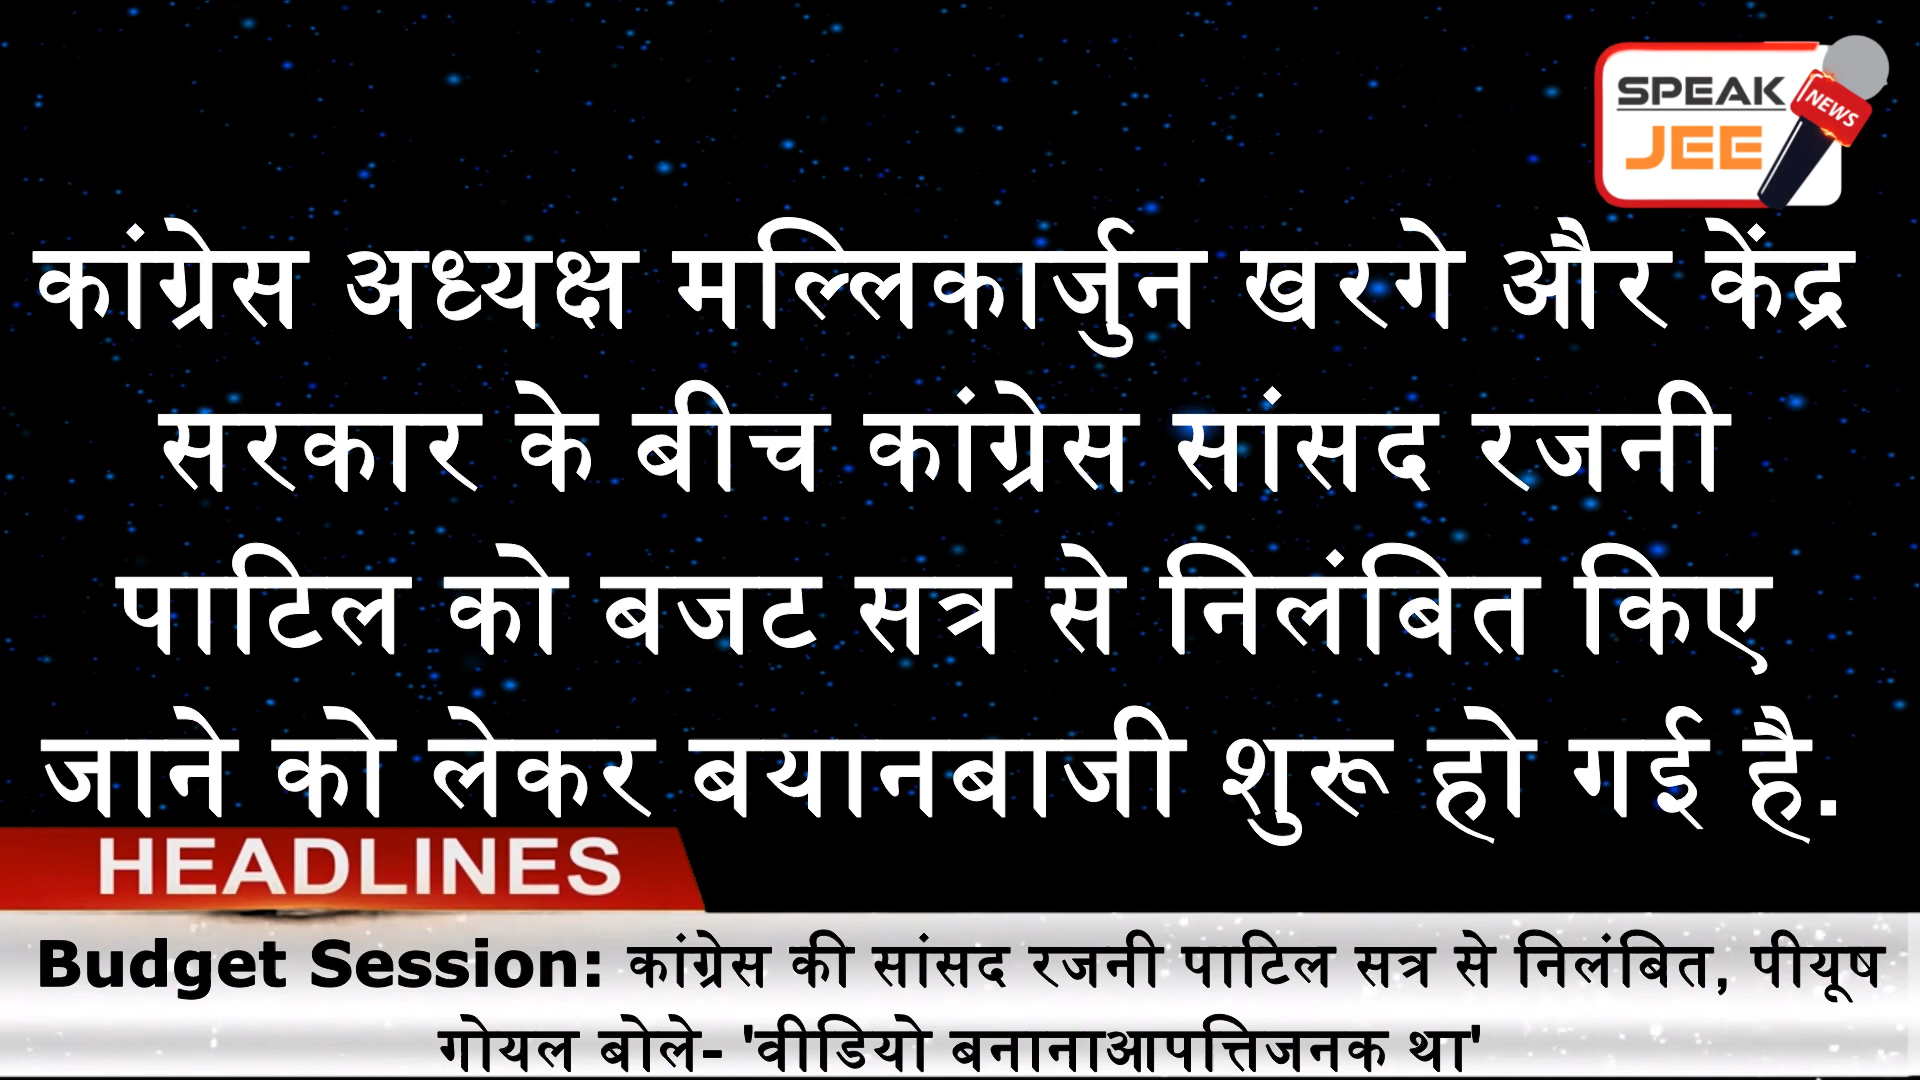 SPEAK
JEE
NEWS
कांग्रेस अध्यक्ष मल्लिकार्जुन खरगे और केंद्र
सरकार के बीच कांग्रेस सांसद रजनी
पाटिल को बजट सत्र से निलंबित किए
जाने को लेकर बयानबाजी शुरू हो गई है.
HEADLINES
Budget Session: कांग्रेस की सांसद रजनी पाटिल सत्र से निलंबित, पीयूष
गोयल बोले- 'वीडियो बनानाआपत्तिजनक था'